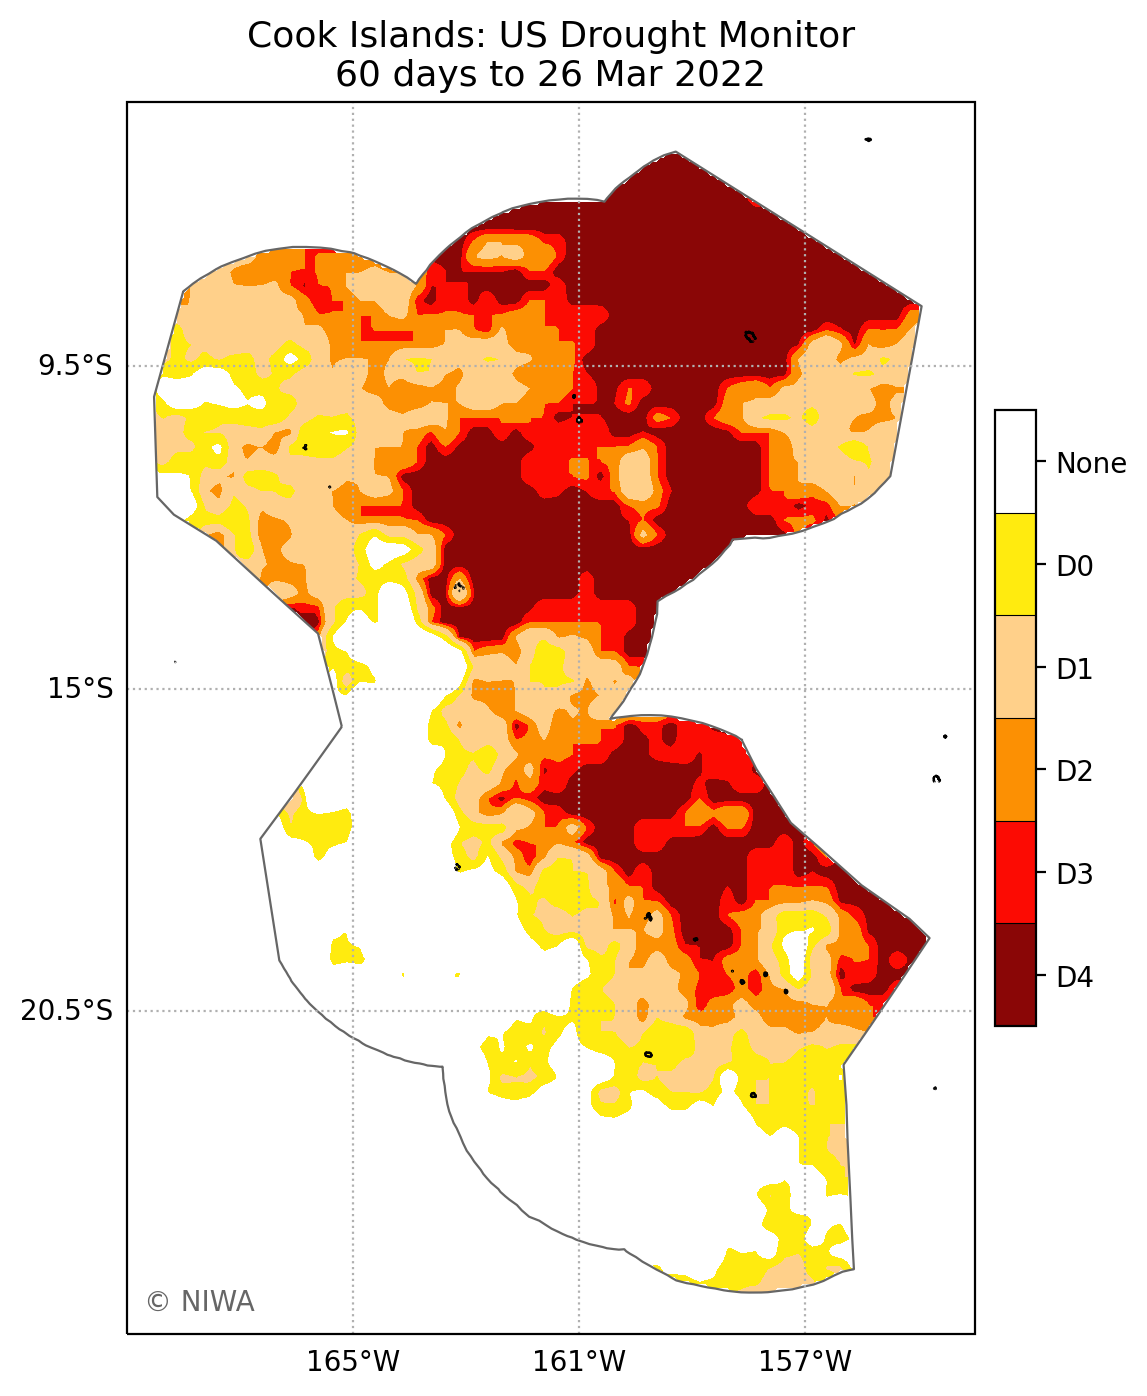 Cook Islands: US Drought Monitor
60 days to 26 Mar 2022
9.5°S
15°S
20.5°S
165°W
161°W
157°W
None
D0
D1
D2
D3
D4
© NIWA